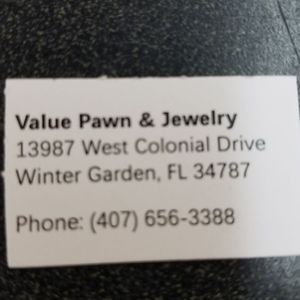 Value Pawn & Jewelry
13987 West Colonial Drive
Winter Garden, FL 34787
Phone: (407) 656-3388